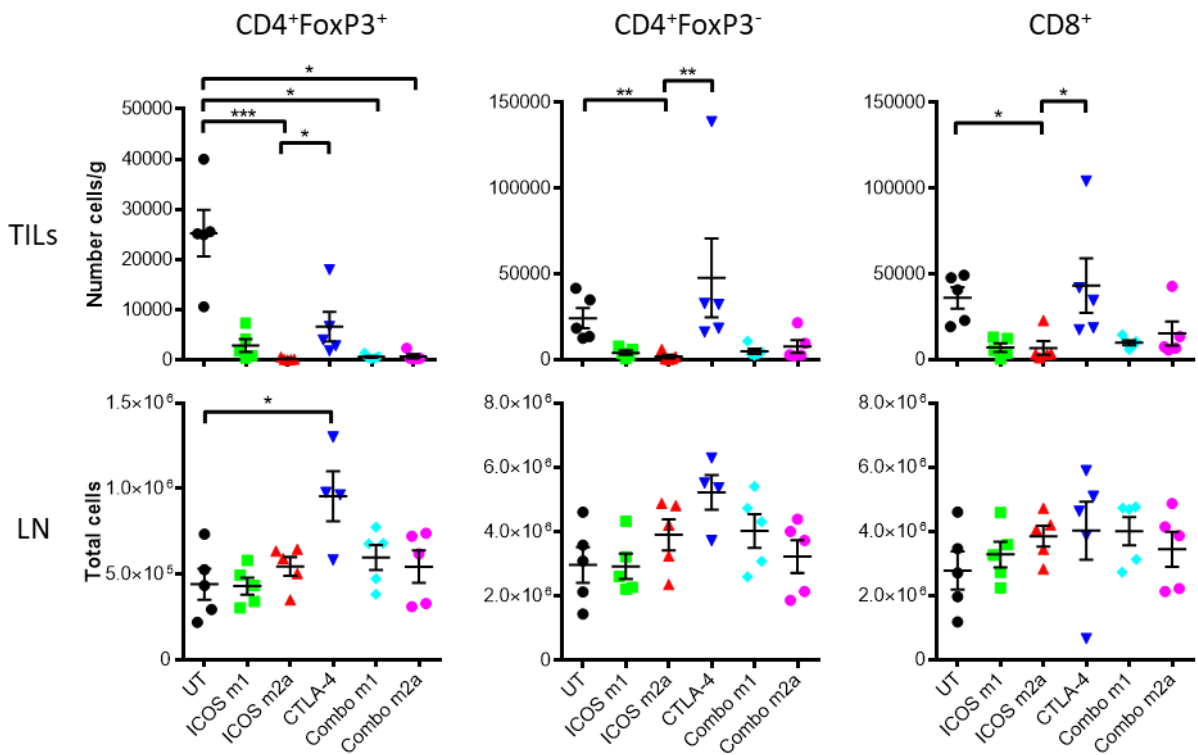 CD4⁺FoxP3⁺ CD4⁺FoxP3⁻ CD8⁺
TILs
Number cells/g
50000
40000
30000
20000
10000
0
*
*
***
*
150000
100000
50000
0
**
**
150000
100000
50000
0
*
*
LN
Total cells
1.5×10⁶
1.0×10⁶
5.0×10⁵
0
*
8.0×10⁶
6.0×10⁶
4.0×10⁶
2.0×10⁶
0
8.0×10⁶
6.0×10⁶
4.0×10⁶
2.0×10⁶
0
UT
ICOS m1
ICOS m2a
CTLA-4
Combo m1
Combo m2a
UT
ICOS m1
ICOS m2a
CTLA-4
Combo m1
Combo m2a
UT
ICOS m1
ICOS m2a
CTLA-4
Combo m1
Combo m2a